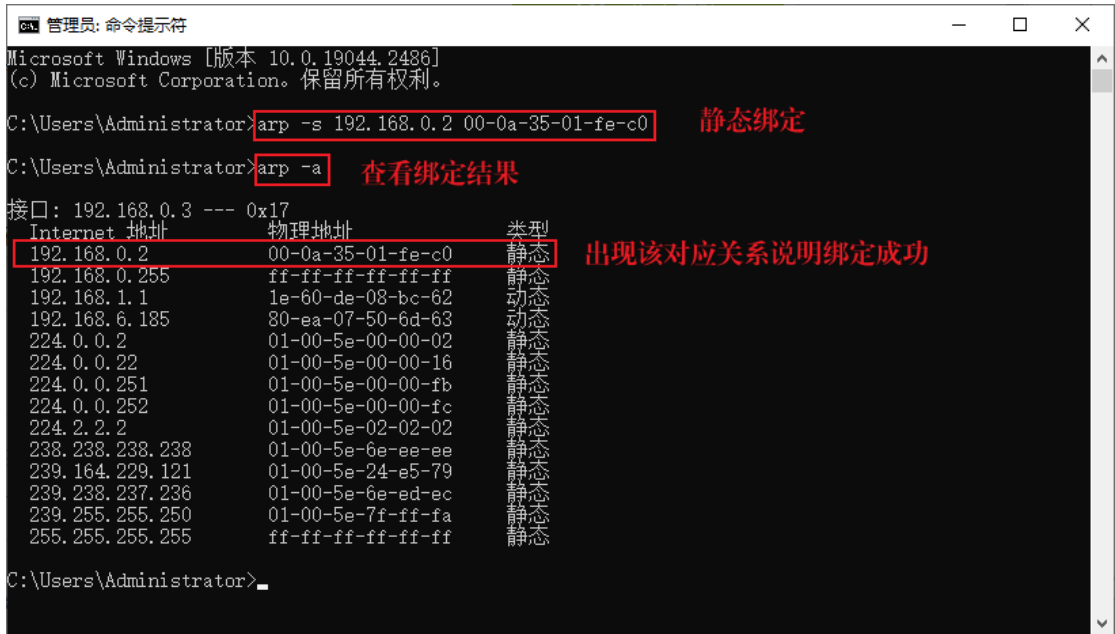 管理员: 命令提示符
Microsoft Windows [版本 10.0.19044.2486]
(c) Microsoft Corporation。保留所有权利。
C:\Users\Administrator>arp -s 192.168.0.2 00-0a-35-01-fe-c0 静态绑定
C:\Users\Administrator>arp -a 查看绑定结果
接口: 192.168.0.3 --- 0x17
Internet 地址 物理地址 类型
192.168.0.2 00-0a-35-01-fe-c0 静态 出现该对应关系说明绑定成功
192.168.0.255 ff-ff-ff-ff-ff-ff 静态
192.168.1.1 1e-60-de-08-bc-62 动态
192.168.6.185 80-ea-07-50-6d-63 动态
224.0.0.2 01-00-5e-00-00-02 静态
224.0.0.22 01-00-5e-00-00-16 静态
224.0.0.251 01-00-5e-00-00-fb 静态
224.0.0.252 01-00-5e-00-00-fc 静态
224.2.2.2 01-00-5e-02-02-02 静态
238.238.238.238 01-00-5e-6e-ee-ee 静态
239.164.229.121 01-00-5e-24-e5-79 静态
239.238.237.236 01-00-5e-6e-ed-ec 静态
239.255.255.250 01-00-5e-7f-ff-fa 静态
255.255.255.255 ff-ff-ff-ff-ff-ff 静态
C:\Users\Administrator>